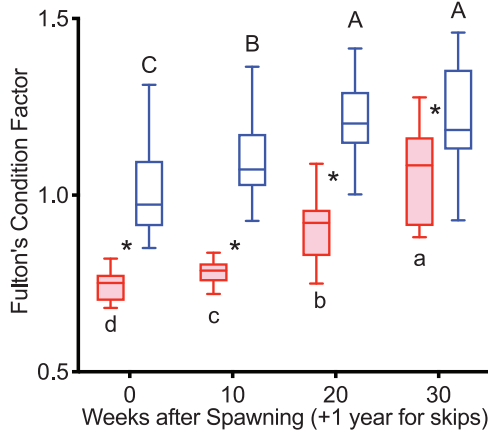 Fulton's Condition Factor
1.5
1.0
0.5
C B A A
* * * *
d c b a
0 10 20 30
Weeks after Spawning (+1 year for skips)